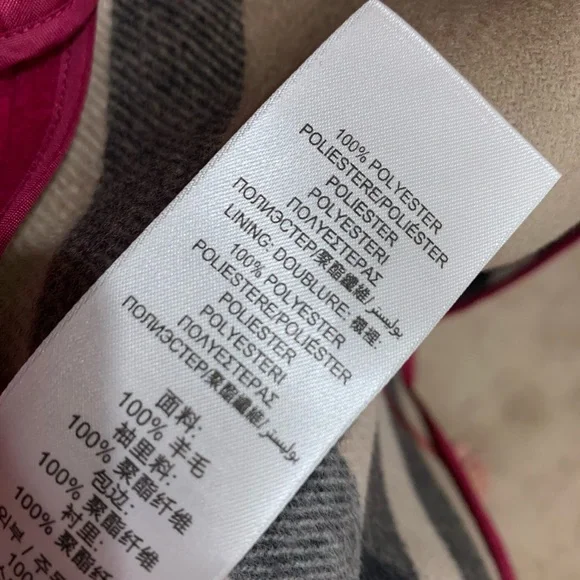 100% POLYESTER
POLIESTERE/POLIÉSTER
POLIESTER
POLYESTERI
ΠΟΛΥΕΣΤΕΡΑΣ
ПОЛИЭСТЕР/聚酯纖維/بوليستر
LINING: DOUBLURE: 襯裡:
100% POLYESTER
POLIESTERE/POLIÉSTER
POLIESTER
POLYESTERI
ΠΟΛΥΕΣΤΕΡΑΣ
ПОЛИЭСТЕР/聚酯纖維/بوليستر
面料:
100% 羊毛
袖里料:
100% 聚酯纤维
包边:
100% 聚酯纤维
衬里:
100% 聚酯纤维